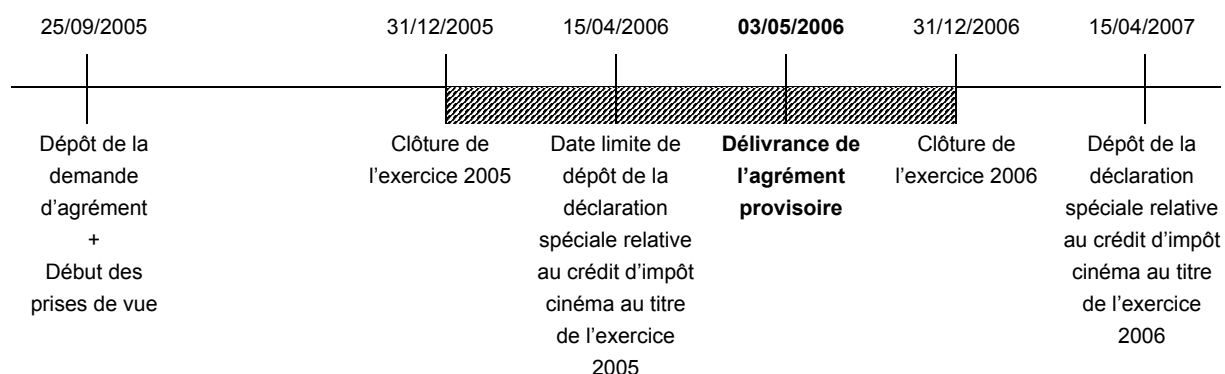 25/09/2005
31/12/2005
15/04/2006
03/05/2006
31/12/2006
15/04/2007
Dépôt de la
demande
d’agrément
+
Début des
prises de vue
Clôture de
l’exercice 2005
Date limite de
dépôt de la
déclaration
spéciale relative
au crédit d’impôt
cinéma au titre
de l’exercice
2005
Délivrance de
l’agrément
provisoire
Clôture de
l’exercice 2006
Dépôt de la
déclaration
spéciale relative
au crédit d’impôt
cinéma au titre
de l’exercice
2006